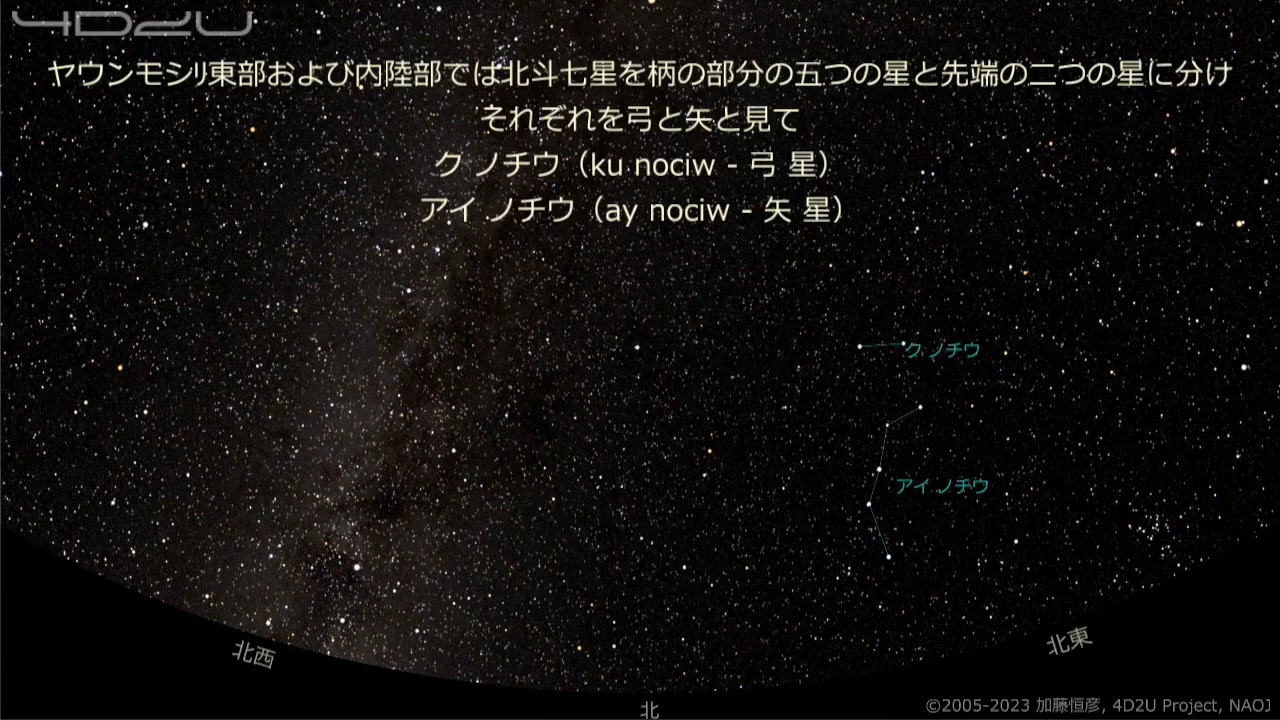 4D2U
ヤウンモシㇼ東部および内陸部では北斗七星を柄の部分の五つの星と先端の二つの星に分け
それぞれを弓と矢と見て
ク ノチウ（ku nociw - 弓 星）
アイ ノチウ（ay nociw - 矢 星）
ク ノチウ
アイ ノチウ
北西
北東
北
©2005-2023 加藤恒彦, 4D2U Project, NAOJ